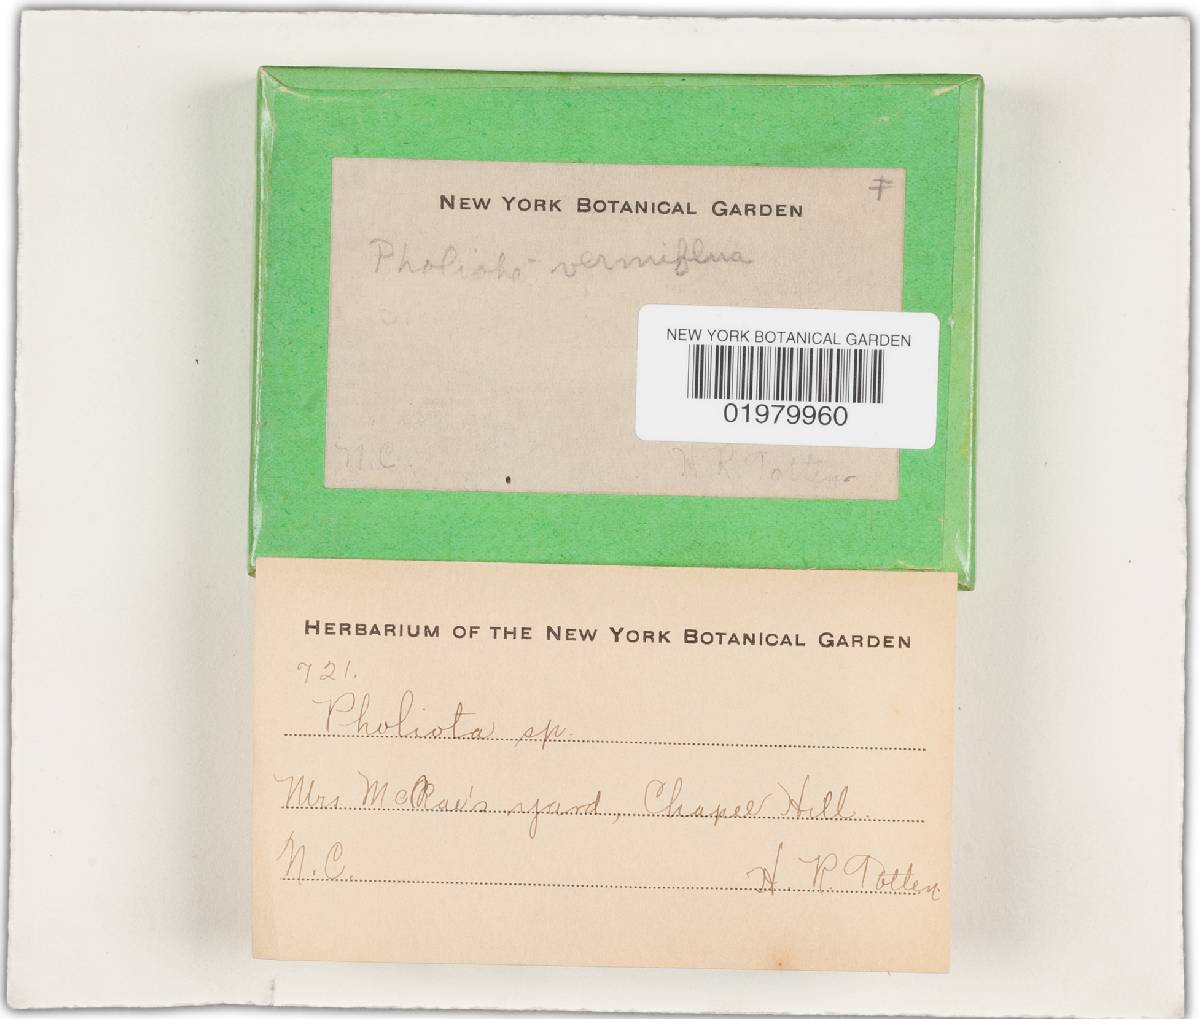 NEW YORK BOTANICAL GARDEN
Pholiota vermiflua
NEW YORK BOTANICAL GARDEN
01979960
N.C.
H. R. Totten
HERBARIUM OF THE NEW YORK BOTANICAL GARDEN
721.
Pholiota sp.
Mrs McRae's yard, Chapel Hill.
N.C.
H. R. Totten